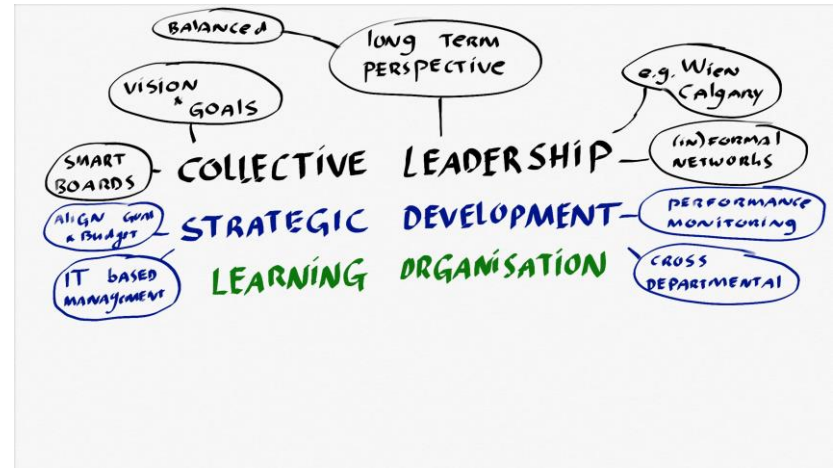 BALANCED
LONG TERM
PERSPECTIVE
VISION
& GOALS
e.g. Wien
Calgary
SMART
BOARDS
COLLECTIVE LEADERSHIP
(in)FORMAL
NETWORKS
ALIGN
& Budget
STRATEGIC DEVELOPMENT
PERFORMANCE
MONITORING
IT BASED
MANAGEMENT
LEARNING ORGANISATION
CROSS
DEPARTMENTAL